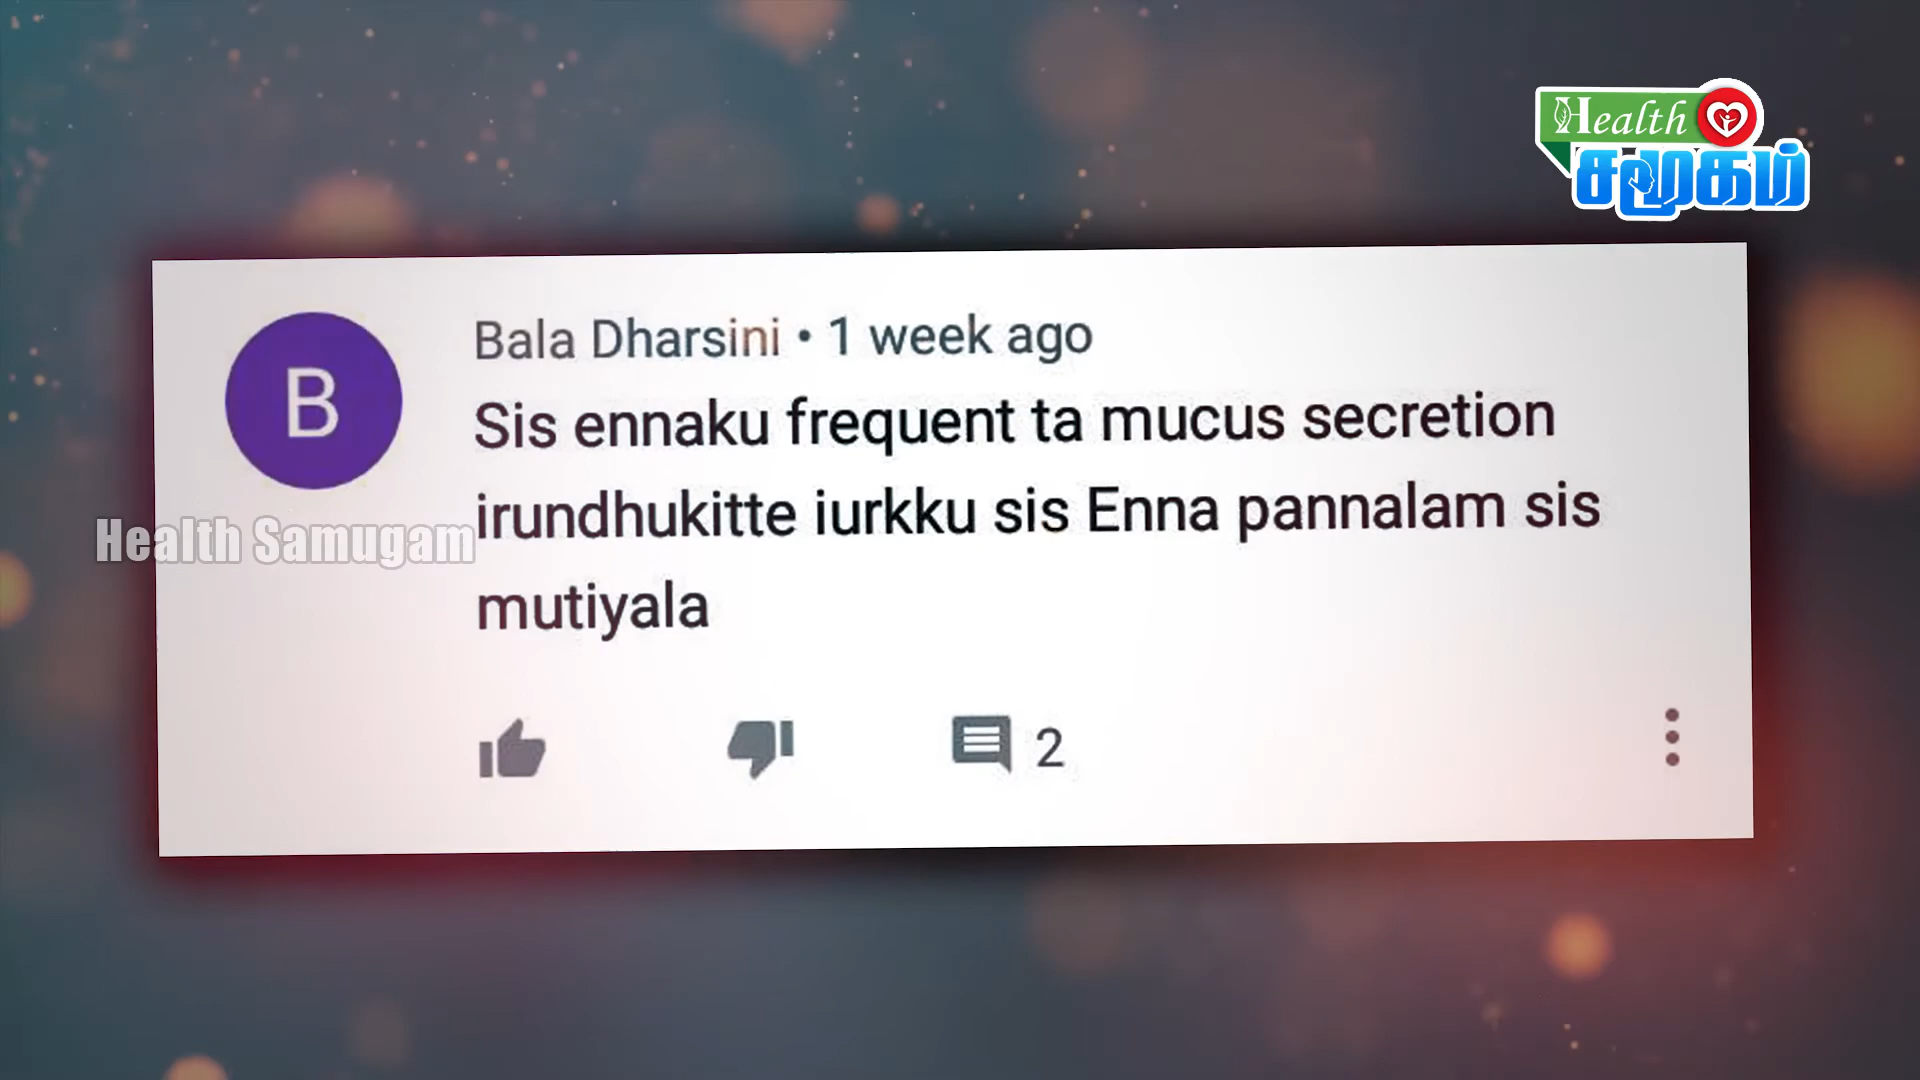 Health
சமூகம்
Bala Dharsini • 1 week ago
B
Sis ennaku frequent ta mucus secretion
irundhukitte iurkku sis Enna pannalam sis
Health Samugam
mutiyala
2